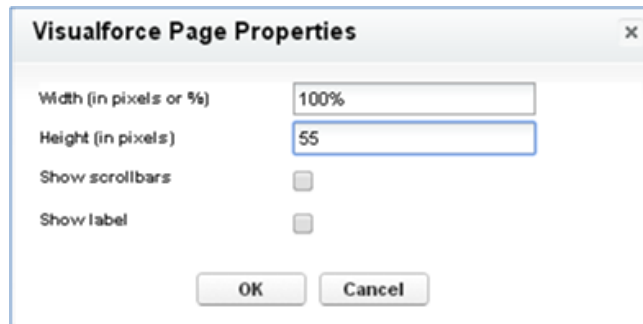 Visualforce Page Properties
Width (in pixels or %) 100%
Height (in pixels) 55
Show scrollbars
Show label
OK Cancel